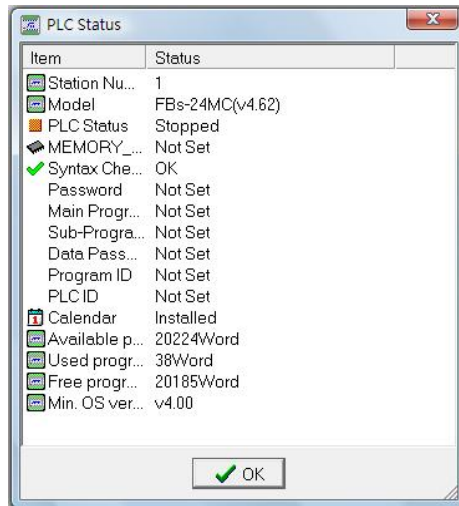 PLC Status
Item Status
Station Nu... 1
Model FBs-24MC(v4.62)
PLC Status Stopped
MEMORY_... Not Set
Syntax Che... OK
Password Not Set
Main Progr... Not Set
Sub-Progra... Not Set
Data Pass... Not Set
Program ID Not Set
PLC ID Not Set
Calendar Installed
Available p... 20224Word
Used progr... 38Word
Free progr... 20185Word
Min. OS ver... v4.00
OK